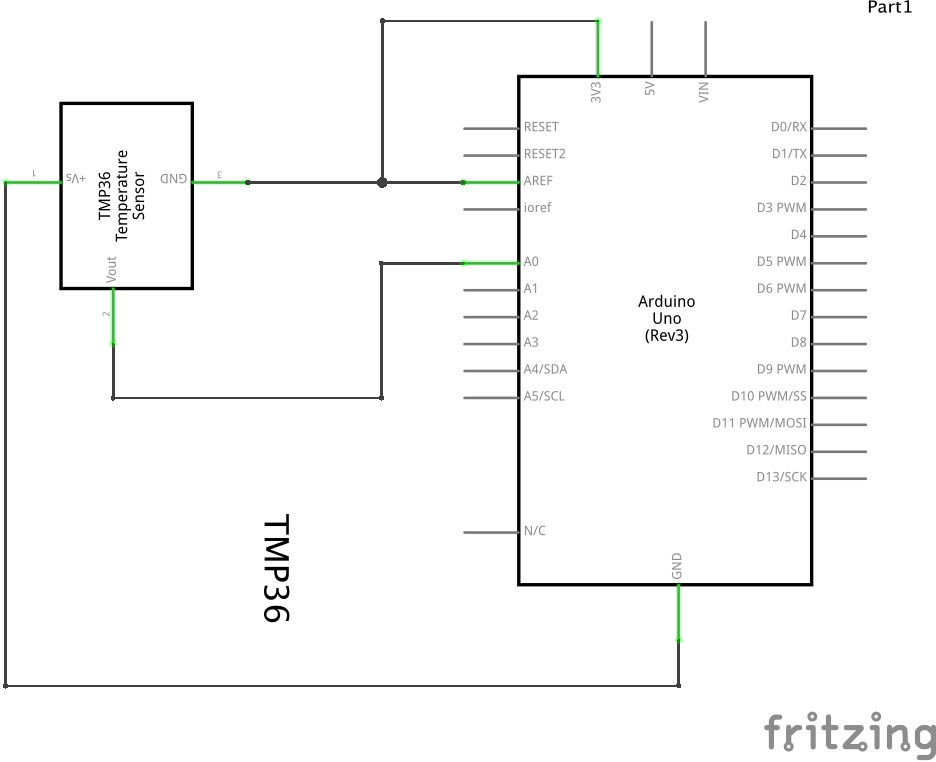 Part1
3V3
5V
VIN
RESET
RESET2
AREF
ioref
A0
A1
A2
A3
A4/SDA
A5/SCL
N/C
D0/RX
D1/TX
D2
D3 PWM
D4
D5 PWM
D6 PWM
D7
D8
D9 PWM
D10 PWM/SS
D11 PWM/MOSI
D12/MISO
D13/SCK
Arduino
Uno
(Rev3)
GND
1
+Vs
TMP36
Temperature
Sensor
GND
3
Vout
2
TMP36
fritzing